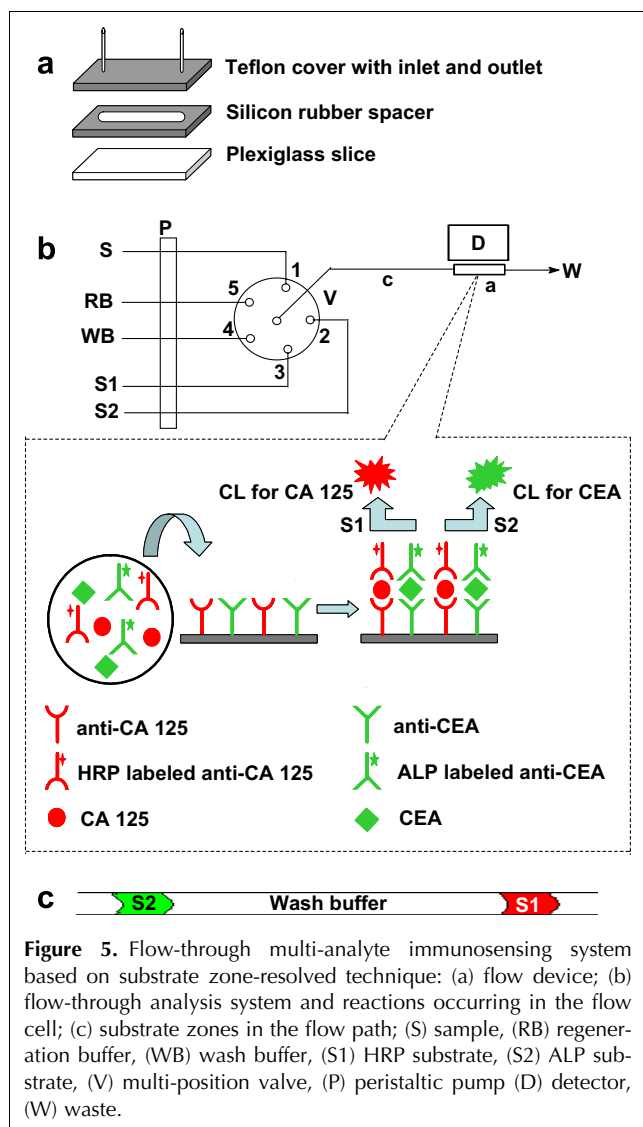 a
Teflon cover with inlet and outlet
Silicon rubber spacer
Plexiglass slice
b
P
S
RB
WB
S1
S2
1
5
V
4
2
3
c
D
a
W
CL for CA 125
CL for CEA
S1
S2
anti-CA 125
anti-CEA
HRP labeled anti-CA 125
ALP labeled anti-CEA
CA 125
CEA
c
S2
Wash buffer
S1
Figure 5. Flow-through multi-analyte immunosensing system
based on substrate zone-resolved technique: (a) flow device; (b)
flow-through analysis system and reactions occurring in the flow
cell; (c) substrate zones in the flow path; (S) sample, (RB) regener-
ation buffer, (WB) wash buffer, (S1) HRP substrate, (S2) ALP sub-
strate, (V) multi-position valve, (P) peristaltic pump (D) detector,
(W) waste.